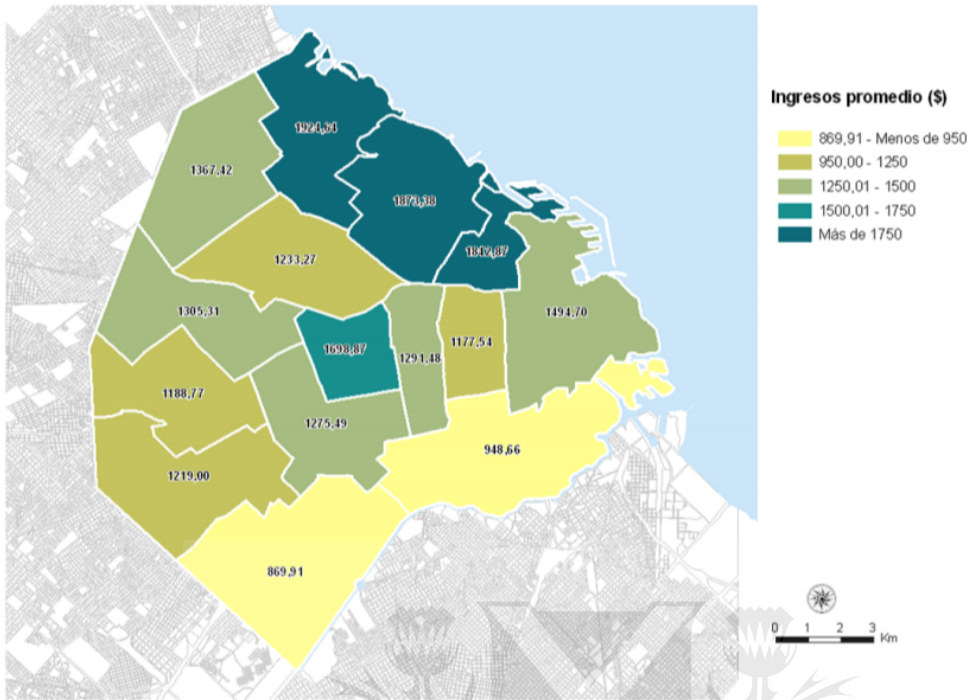 1924,64
1367,42
1873,38
1842,87
1233,27
1305,31
1494,70
1698,87
1291,48
1177,54
1188,77
1275,49
948,66
1219,00
869,91
Ingresos promedio ($)
869,91 - Menos de 950
950,00 - 1250
1250,01 - 1500
1500,01 - 1750
Más de 1750
0 1 2 3 Km